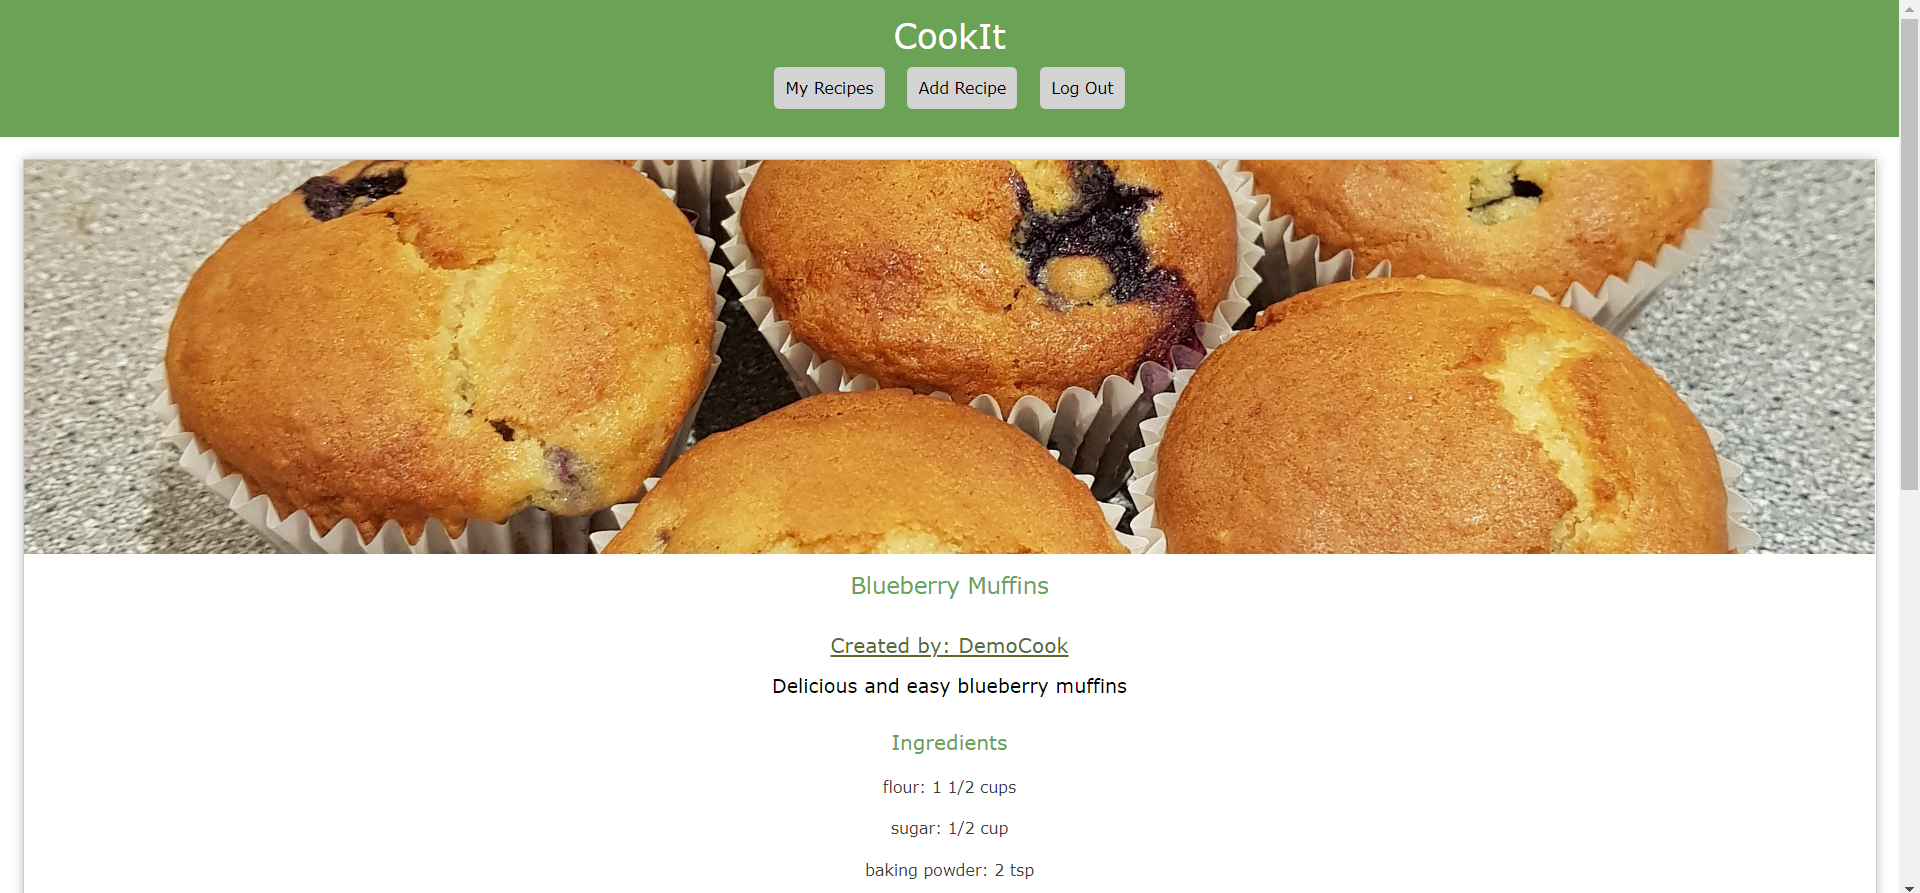 CookIt
My Recipes Add Recipe Log Out
Blueberry Muffins
Created by: DemoCook
Delicious and easy blueberry muffins
Ingredients
flour: 1 1/2 cups
sugar: 1/2 cup
baking powder: 2 tsp